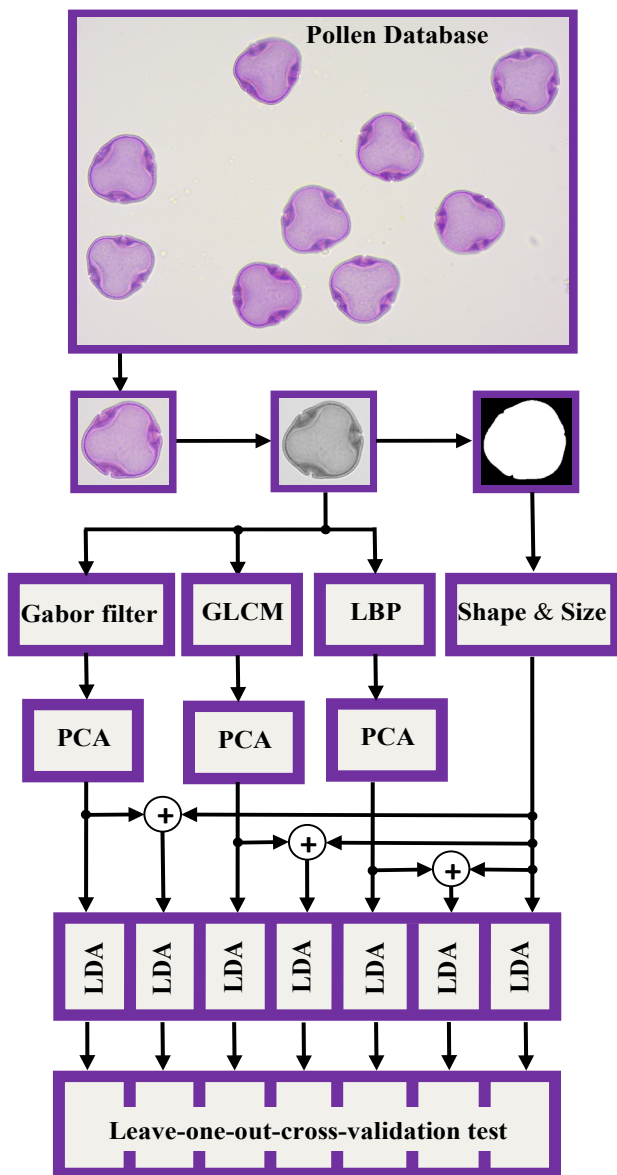 Pollen Database
Gabor filter
GLCM
LBP
Shape & Size
PCA
PCA
PCA
+
+
+
LDA
LDA
LDA
LDA
LDA
LDA
LDA
Leave-one-out-cross-validation test